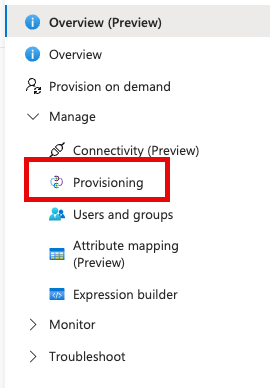 Overview (Preview)
Overview
Provision on demand
Manage
Connectivity (Preview)
Provisioning
Users and groups
Attribute mapping
(Preview)
Expression builder
Monitor
Troubleshoot